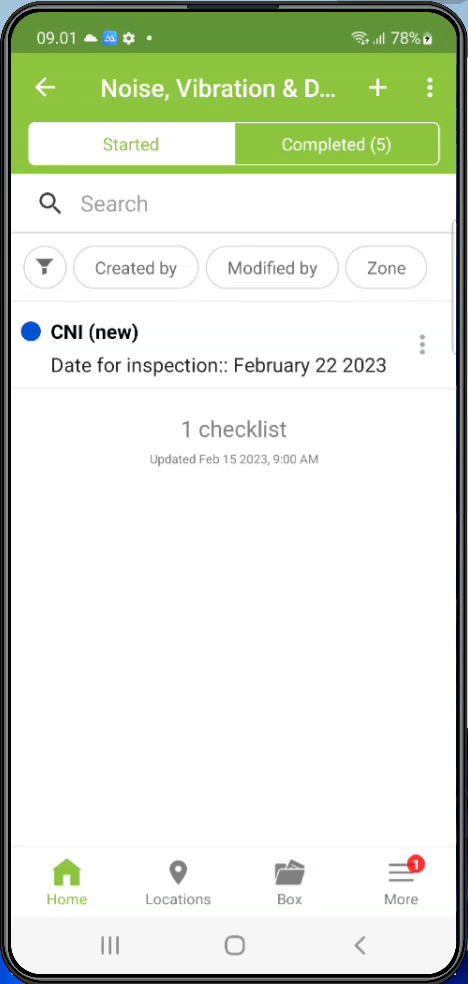 09.01 78%
Noise, Vibration & D...
Started Completed (5)
Search
Created by Modified by Zone
CNI (new)
Date for inspection:: February 22 2023
1 checklist
Updated Feb 15 2023, 9:00 AM
1
Home Locations Box More